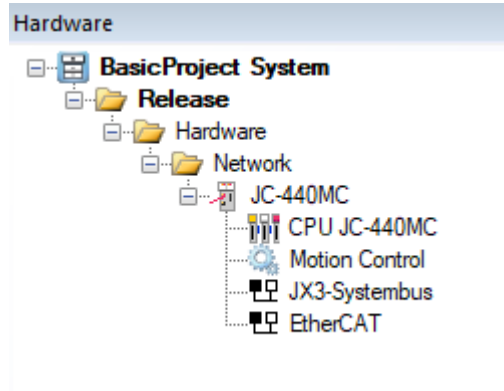 Hardware
BasicProject System
Release
Hardware
Network
JC-440MC
CPU JC-440MC
Motion Control
JX3-Systembus
EtherCAT